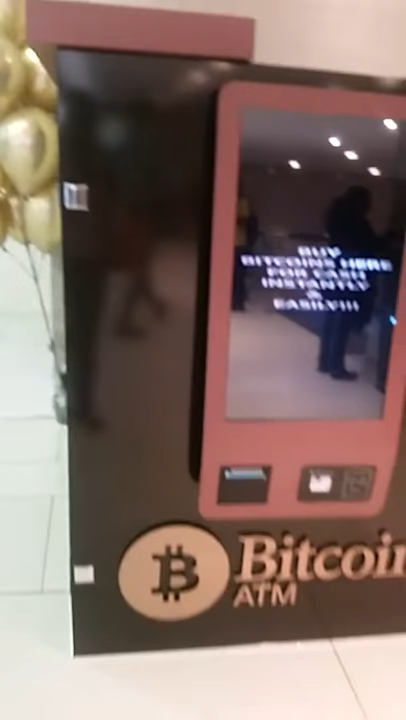 BUY
BITCOINS HERE
FOR CASH
INSTANTLY
&
EASILY!!!
Bitcoin
ATM